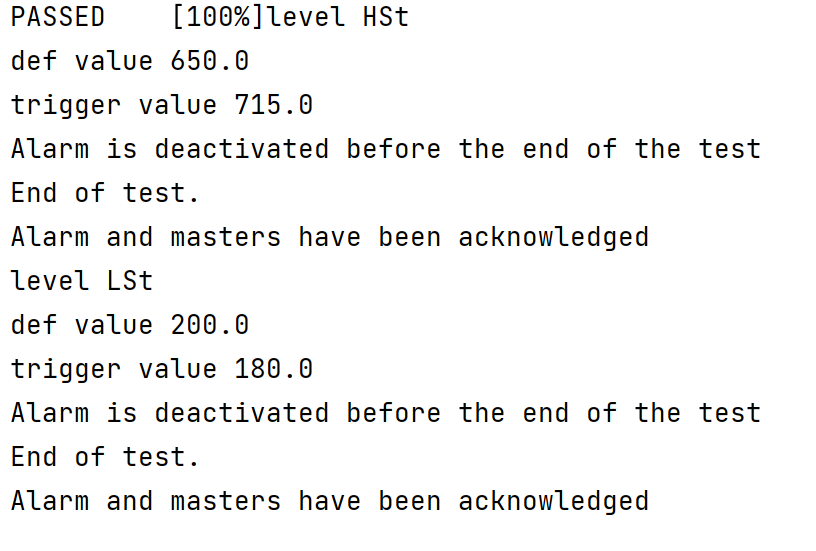 PASSED    [100%]level HSt
def value 650.0
trigger value 715.0
Alarm is deactivated before the end of the test
End of test.
Alarm and masters have been acknowledged
level LSt
def value 200.0
trigger value 180.0
Alarm is deactivated before the end of the test
End of test.
Alarm and masters have been acknowledged